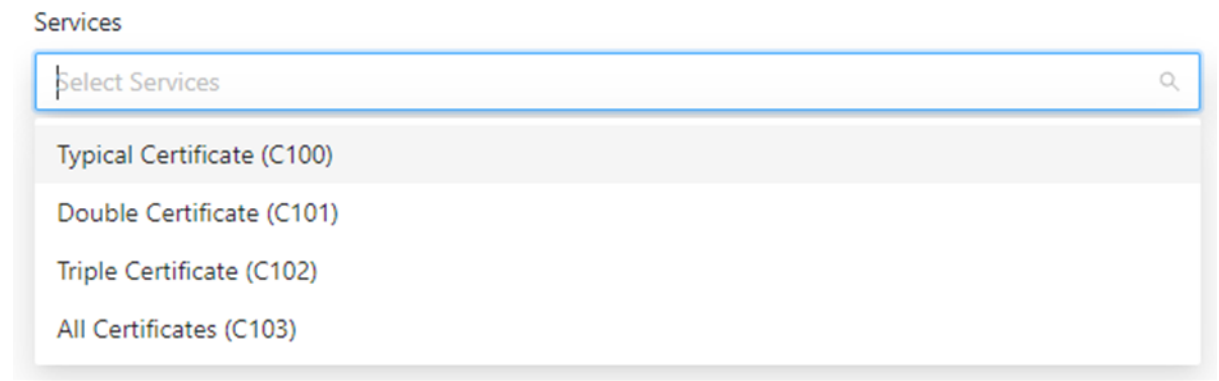 Services
Select Services
Typical Certificate (C100)
Double Certificate (C101)
Triple Certificate (C102)
All Certificates (C103)